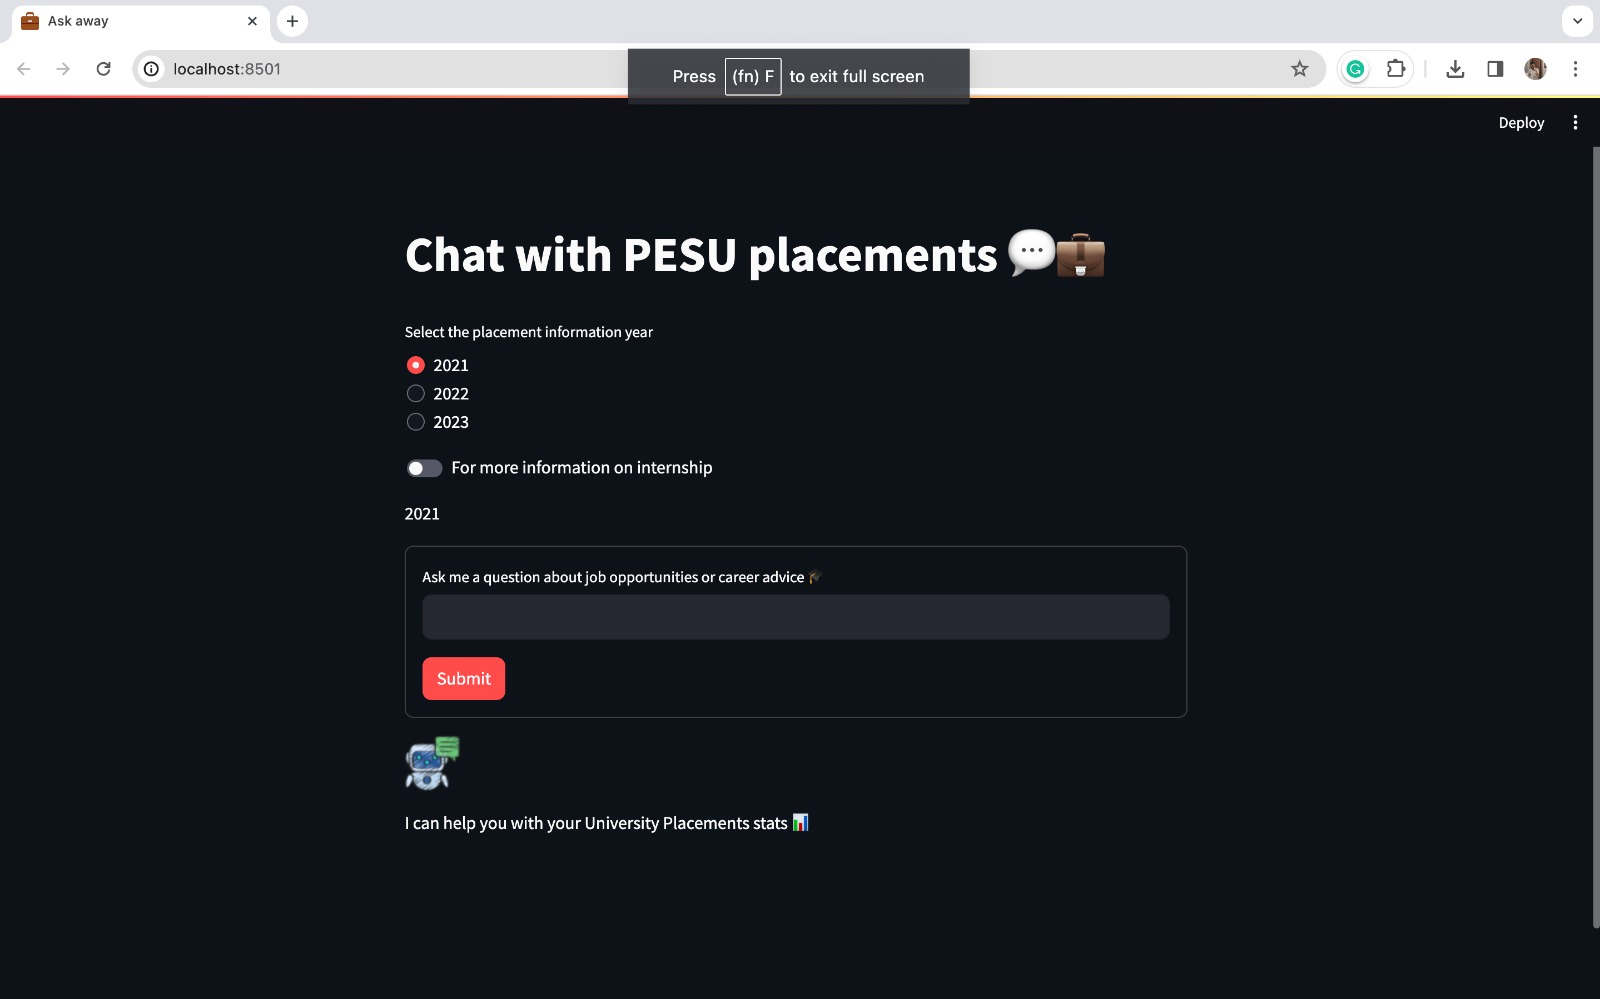 Ask away
localhost:8501
Press (fn) F to exit full screen
Deploy
Chat with PESU placements 💬💼
Select the placement information year
2021
2022
2023
For more information on internship
2021
Ask me a question about job opportunities or career advice 🎓
Submit
I can help you with your University Placements stats 📊